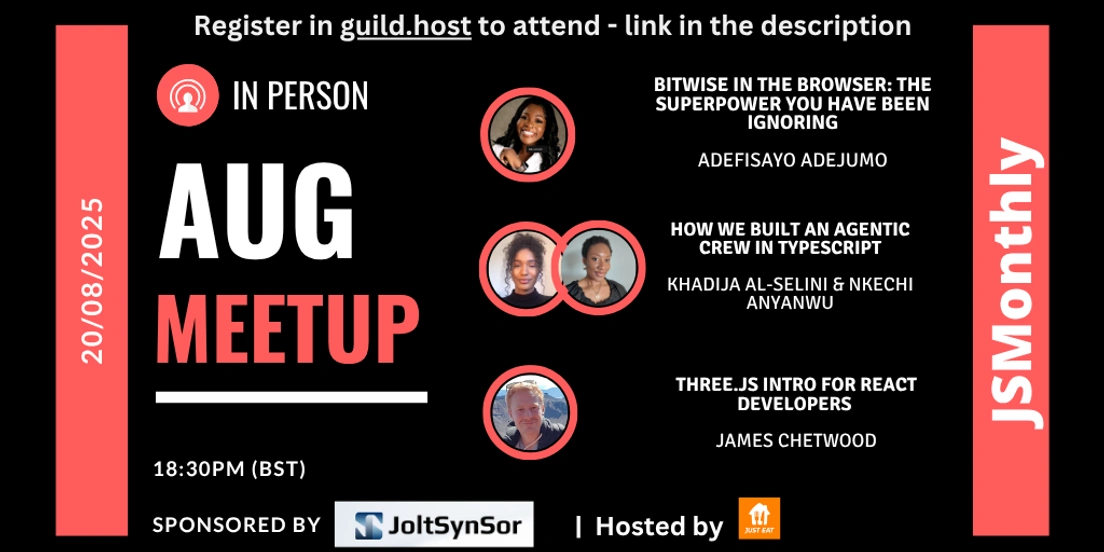 Register in guild.host to attend - link in the description
20/08/2025
IN PERSON
AUG
MEETUP
18:30PM (BST)
BITWISE IN THE BROWSER: THE
SUPERPOWER YOU HAVE BEEN
IGNORING
ADEFISAYO ADEJUMO
HOW WE BUILT AN AGENTIC
CREW IN TYPESCRIPT
KHADIJA AL-SELINI & NKECHI
ANYANWU
THREE.JS INTRO FOR REACT
DEVELOPERS
JAMES CHETWOOD
SPONSORED BY JoltSynSor | Hosted by JUST EAT
JSMonthly